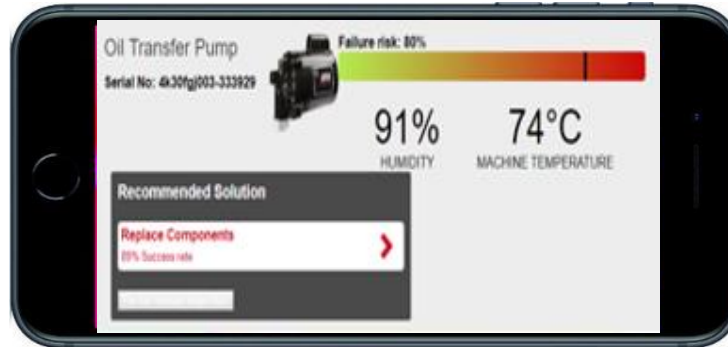 Oil Transfer Pump
Failure risk: 80%
Serial No: 4k30fgj003-333929
91%
74°C
HUMIDITY
MACHINE TEMPERATURE
Recommended Solution
Replace Components
89% Success rate